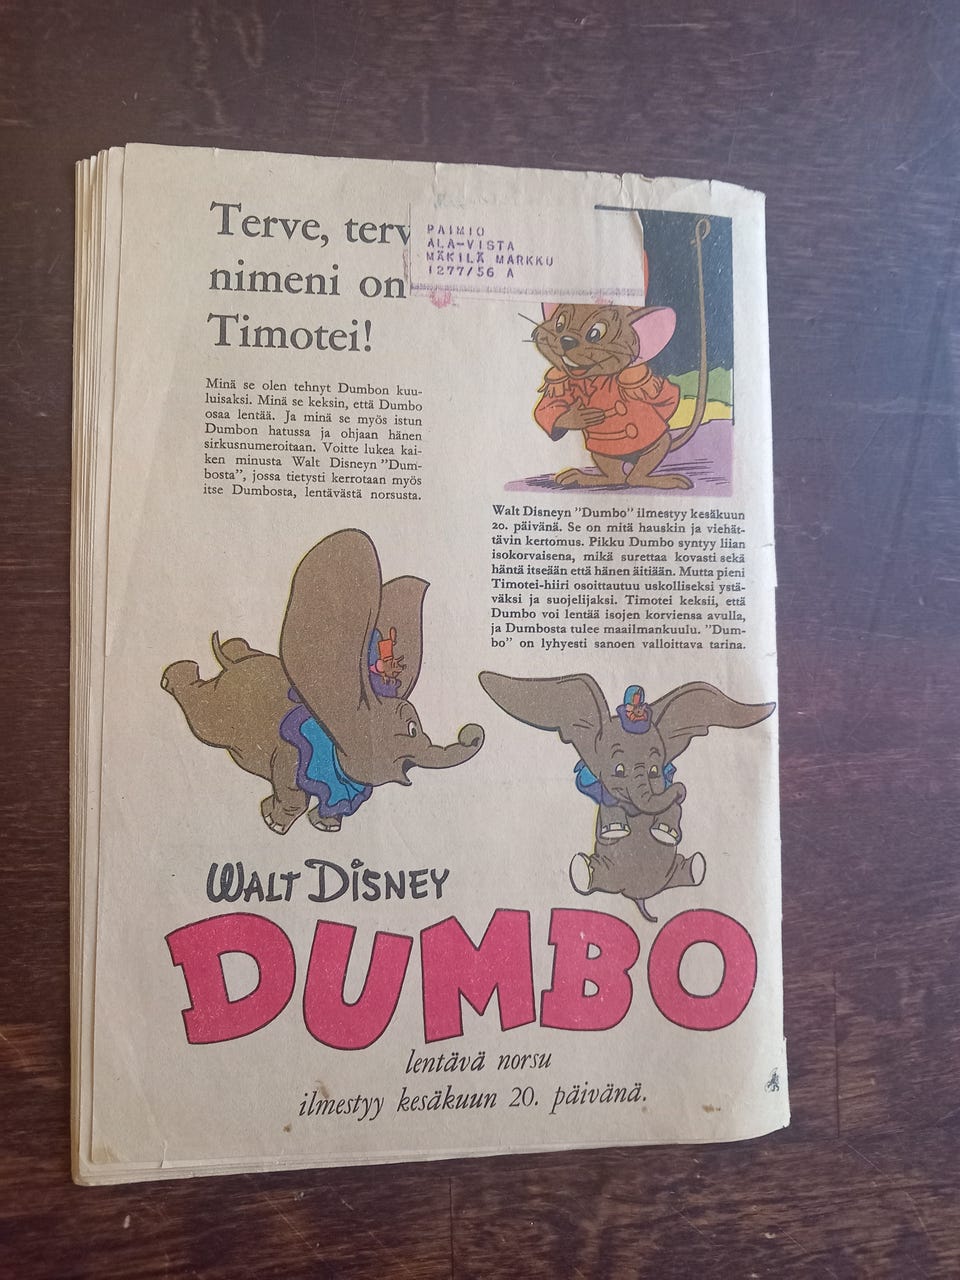 Terve, terv
nimeni on
Timotei!
PAIMIO
ALA-VISTA
MÄKILÄ MARKKU
1277/56 A
Minä se olen tehnyt Dumbon kuu-
luisaksi. Minä se keksin, että Dumbo
osaa lentää. Ja minä se myös istun
Dumbon hatussa ja ohjaan hänen
sirkusnumeroitaan. Voitte lukea kai-
ken minusta Walt Disneyn "Dum-
bosta", jossa tietysti kerrotaan myös
itse Dumbosta, lentävästä norsusta.
Walt Disneyn "Dumbo" ilmestyy kesäkuun
20. päivänä. Se on mitä hauskin ja viehät-
tävin kertomus. Pikku Dumbo syntyy liian
isokorvaisena, mikä surettaa kovasti sekä
häntä itseään että hänen äitiään. Mutta pieni
Timotei-hiiri osoittautuu uskolliseksi ystä-
väksi ja suojelijaksi. Timotei keksii, että
Dumbo voi lentää isojen korviensa avulla,
ja Dumbosta tulee maailmankuulu. "Dum-
bo" on lyhyesti sanoen valloittava tarina.
WALT DISNEY
DUMBO
lentävä norsu
ilmestyy kesäkuun 20. päivänä.